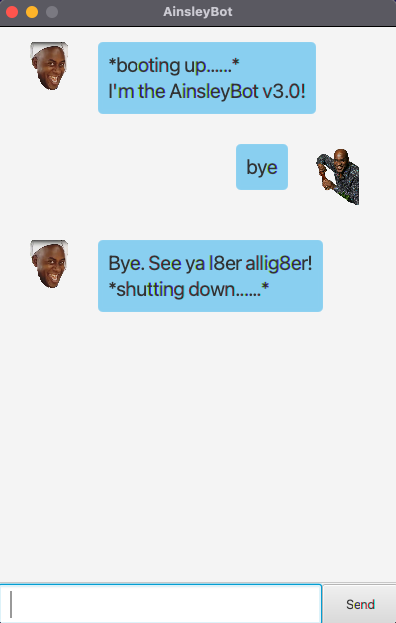 AinsleyBot
*booting up......*
I'm the AinsleyBot v3.0!
bye
Bye. See ya l8er allig8er!
*shutting down......*
Send